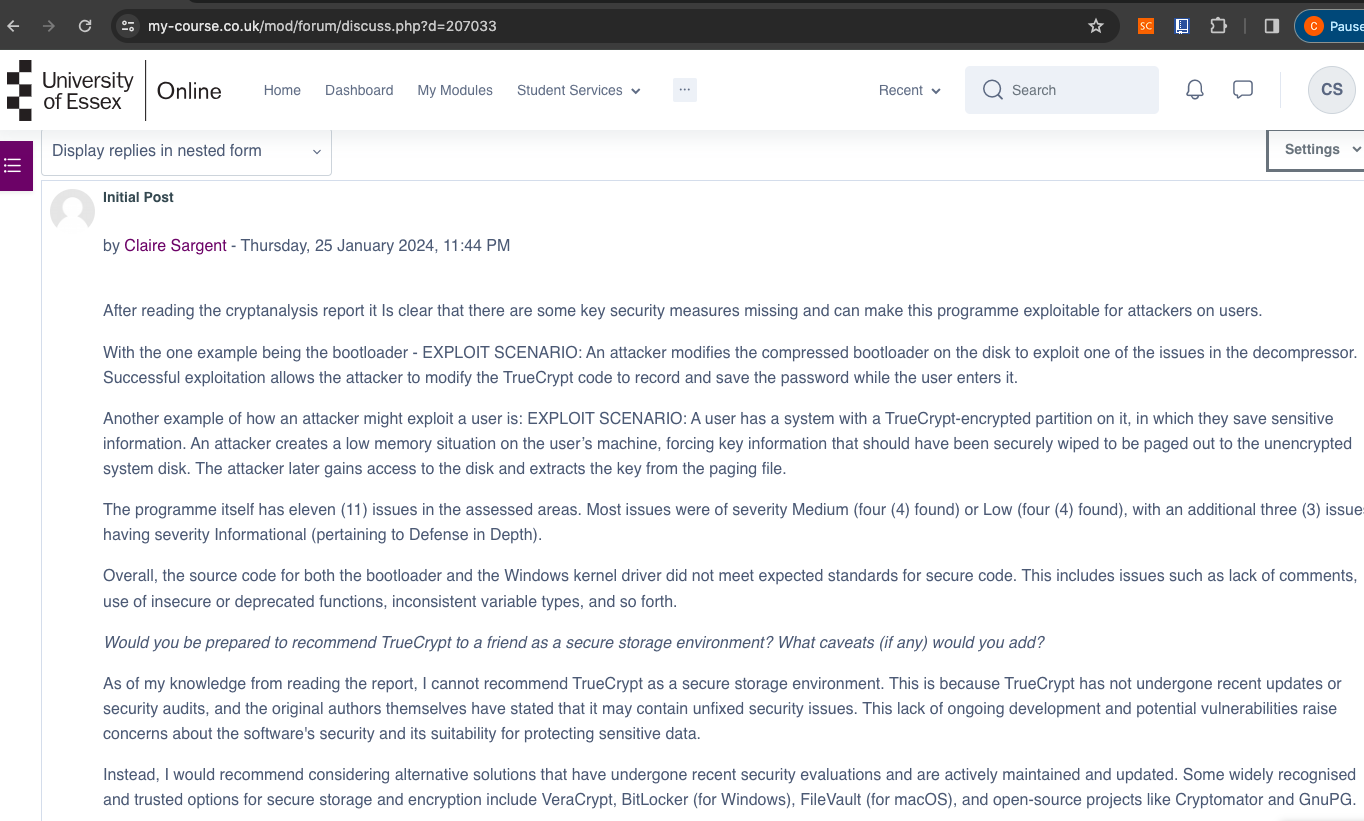 my-course.co.uk/mod/forum/discuss.php?d=207033
SC
C
Pause
University
of Essex
Online
Home
Dashboard
My Modules
Student Services
...
Recent
Search
CS
Display replies in nested form
Settings
Initial Post
by Claire Sargent - Thursday, 25 January 2024, 11:44 PM
After reading the cryptanalysis report it Is clear that there are some key security measures missing and can make this programme exploitable for attackers on users.
With the one example being the bootloader - EXPLOIT SCENARIO: An attacker modifies the compressed bootloader on the disk to exploit one of the issues in the decompressor.
Successful exploitation allows the attacker to modify the TrueCrypt code to record and save the password while the user enters it.
Another example of how an attacker might exploit a user is: EXPLOIT SCENARIO: A user has a system with a TrueCrypt-encrypted partition on it, in which they save sensitive
information. An attacker creates a low memory situation on the user’s machine, forcing key information that should have been securely wiped to be paged out to the unencrypted
system disk. The attacker later gains access to the disk and extracts the key from the paging file.
The programme itself has eleven (11) issues in the assessed areas. Most issues were of severity Medium (four (4) found) or Low (four (4) found), with an additional three (3) issues
having severity Informational (pertaining to Defense in Depth).
Overall, the source code for both the bootloader and the Windows kernel driver did not meet expected standards for secure code. This includes issues such as lack of comments,
use of insecure or deprecated functions, inconsistent variable types, and so forth.
Would you be prepared to recommend TrueCrypt to a friend as a secure storage environment? What caveats (if any) would you add?
As of my knowledge from reading the report, I cannot recommend TrueCrypt as a secure storage environment. This is because TrueCrypt has not undergone recent updates or
security audits, and the original authors themselves have stated that it may contain unfixed security issues. This lack of ongoing development and potential vulnerabilities raise
concerns about the software's security and its suitability for protecting sensitive data.
Instead, I would recommend considering alternative solutions that have undergone recent security evaluations and are actively maintained and updated. Some widely recognised
and trusted options for secure storage and encryption include VeraCrypt, BitLocker (for Windows), FileVault (for macOS), and open-source projects like Cryptomator and GnuPG.